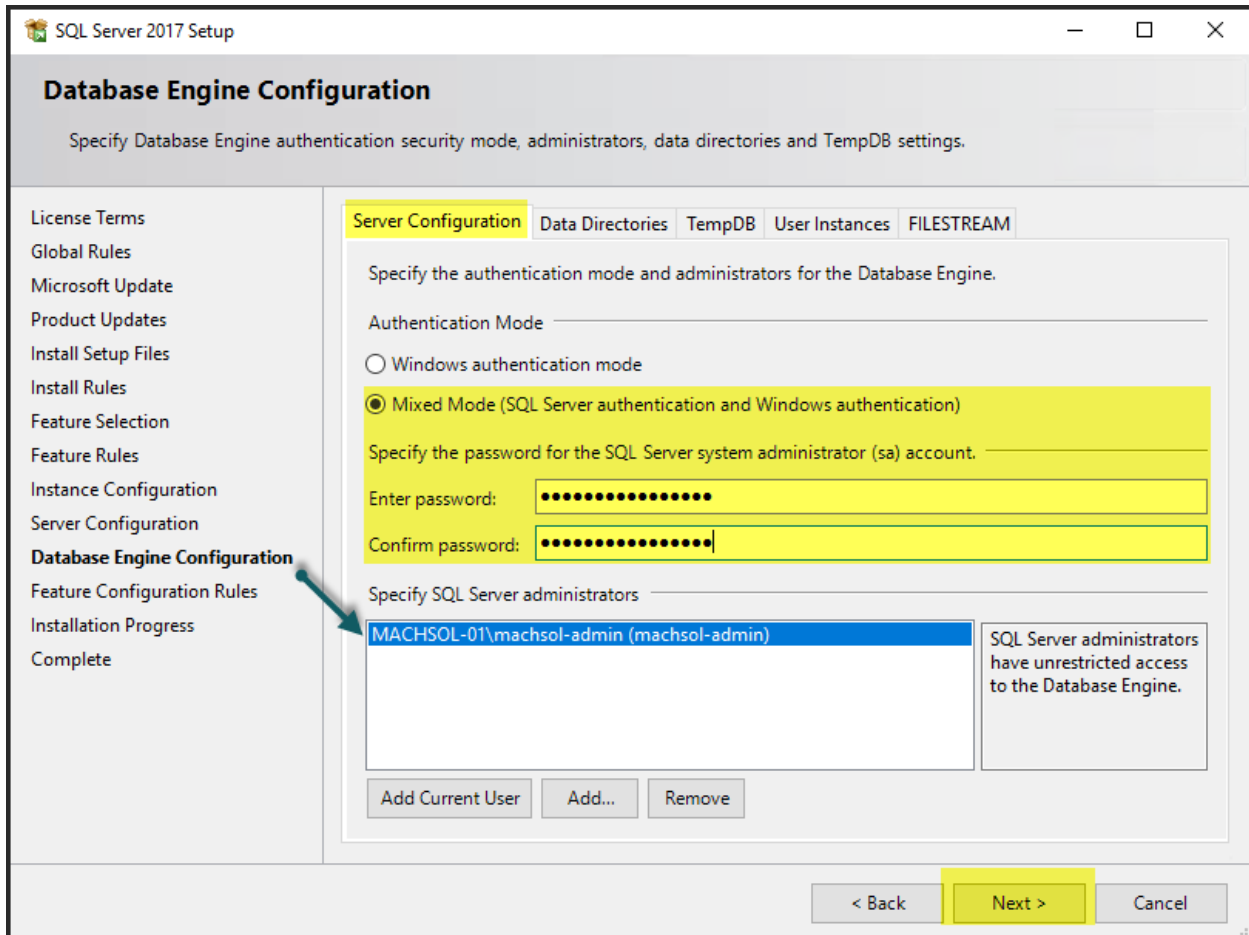 SQL Server 2017 Setup
Database Engine Configuration
Specify Database Engine authentication security mode, administrators, data directories and TempDB settings.
License Terms
Global Rules
Microsoft Update
Product Updates
Install Setup Files
Install Rules
Feature Selection
Feature Rules
Instance Configuration
Server Configuration
Database Engine Configuration
Feature Configuration Rules
Installation Progress
Complete
Server Configuration Data Directories TempDB User Instances FILESTREAM
Specify the authentication mode and administrators for the Database Engine.
Authentication Mode
Windows authentication mode
Mixed Mode (SQL Server authentication and Windows authentication)
Specify the password for the SQL Server system administrator (sa) account.
Enter password: ●●●●●●●●●●●●●●●●
Confirm password: ●●●●●●●●●●●●●●●●
Specify SQL Server administrators
MACHSOL-01\machsol-admin (machsol-admin)
SQL Server administrators
have unrestricted access
to the Database Engine.
Add Current User Add... Remove
< Back Next > Cancel